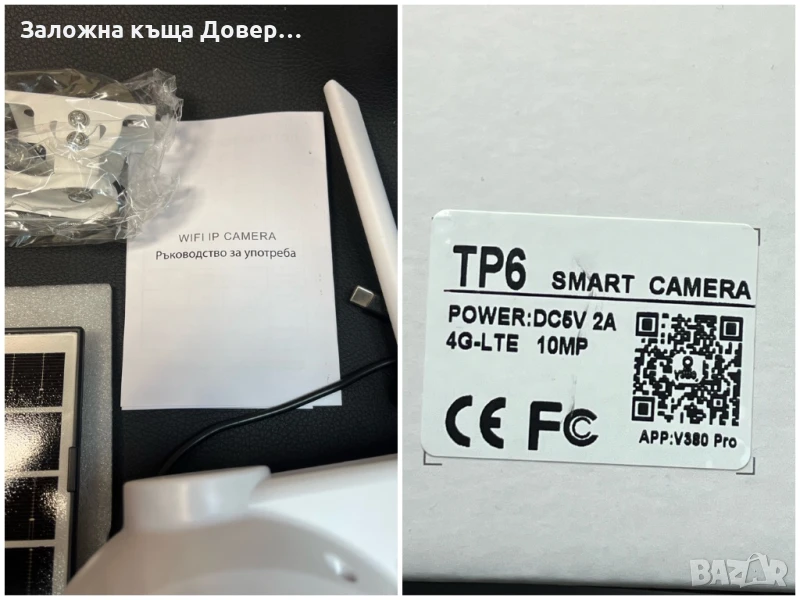 Заложна къща Довер...
WIFI IP CAMERA
Ръководство за употреба
TP6 SMART CAMERA
POWER:DC5V 2A
4G-LTE 10MP
CE FC
APP:V380 Pro
BAZAR